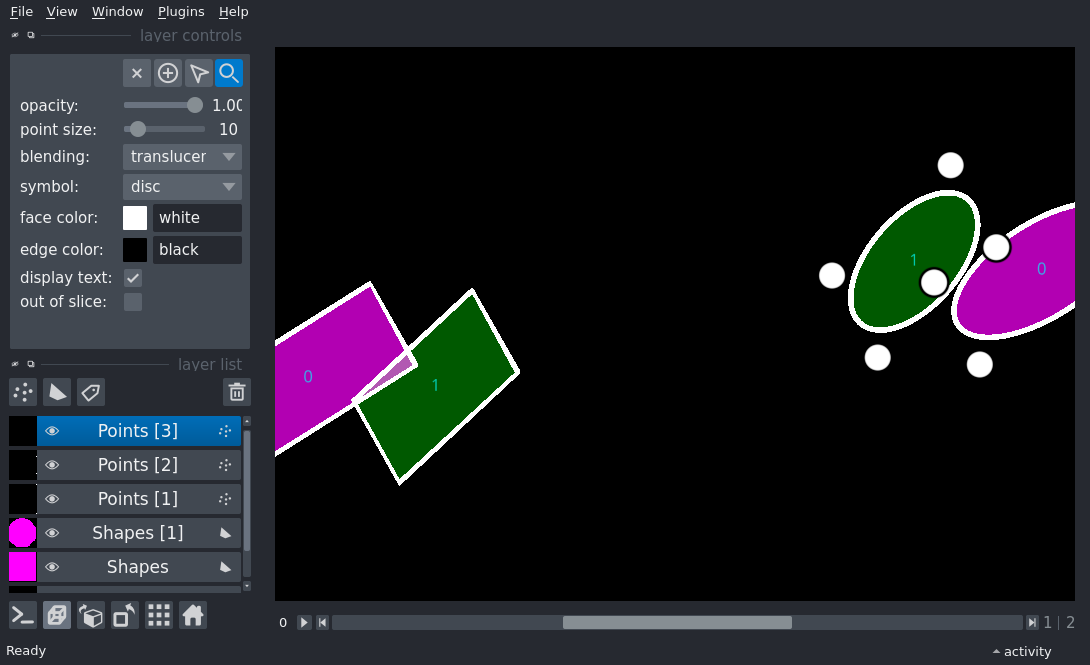 File View Window Plugins Help
layer controls
opacity: 1.00
point size: 10
blending: translucer
symbol: disc
face color: white
edge color: black
display text:
out of slice:
layer list
Points [3]
Points [2]
Points [1]
Shapes [1]
Shapes
0
1
1
0
0 1 | 2
Ready
activity